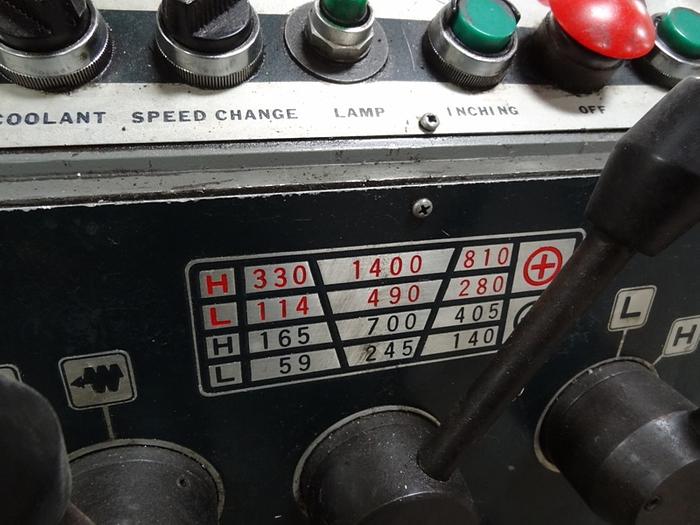 COOLANT SPEED CHANGE LAMP INCHING OFF
H 330 1400 810
L 114 490 280
H 165 700 405
L 59 245 140
L
H